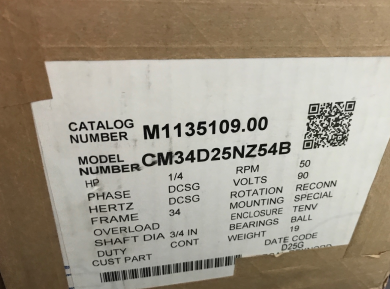 CATALOG
NUMBER M1135109.00
MODEL
NUMBER CM34D25NZ54B
HP 1/4 RPM 50
PHASE DCSG VOLTS 90
HERTZ DCSG ROTATION RECONN
FRAME 34 MOUNTING SPECIAL
OVERLOAD ENCLOSURE TENV
SHAFT DIA 3/4 IN BEARINGS BALL
DUTY CONT WEIGHT 19
CUST PART DATE CODE
D25G